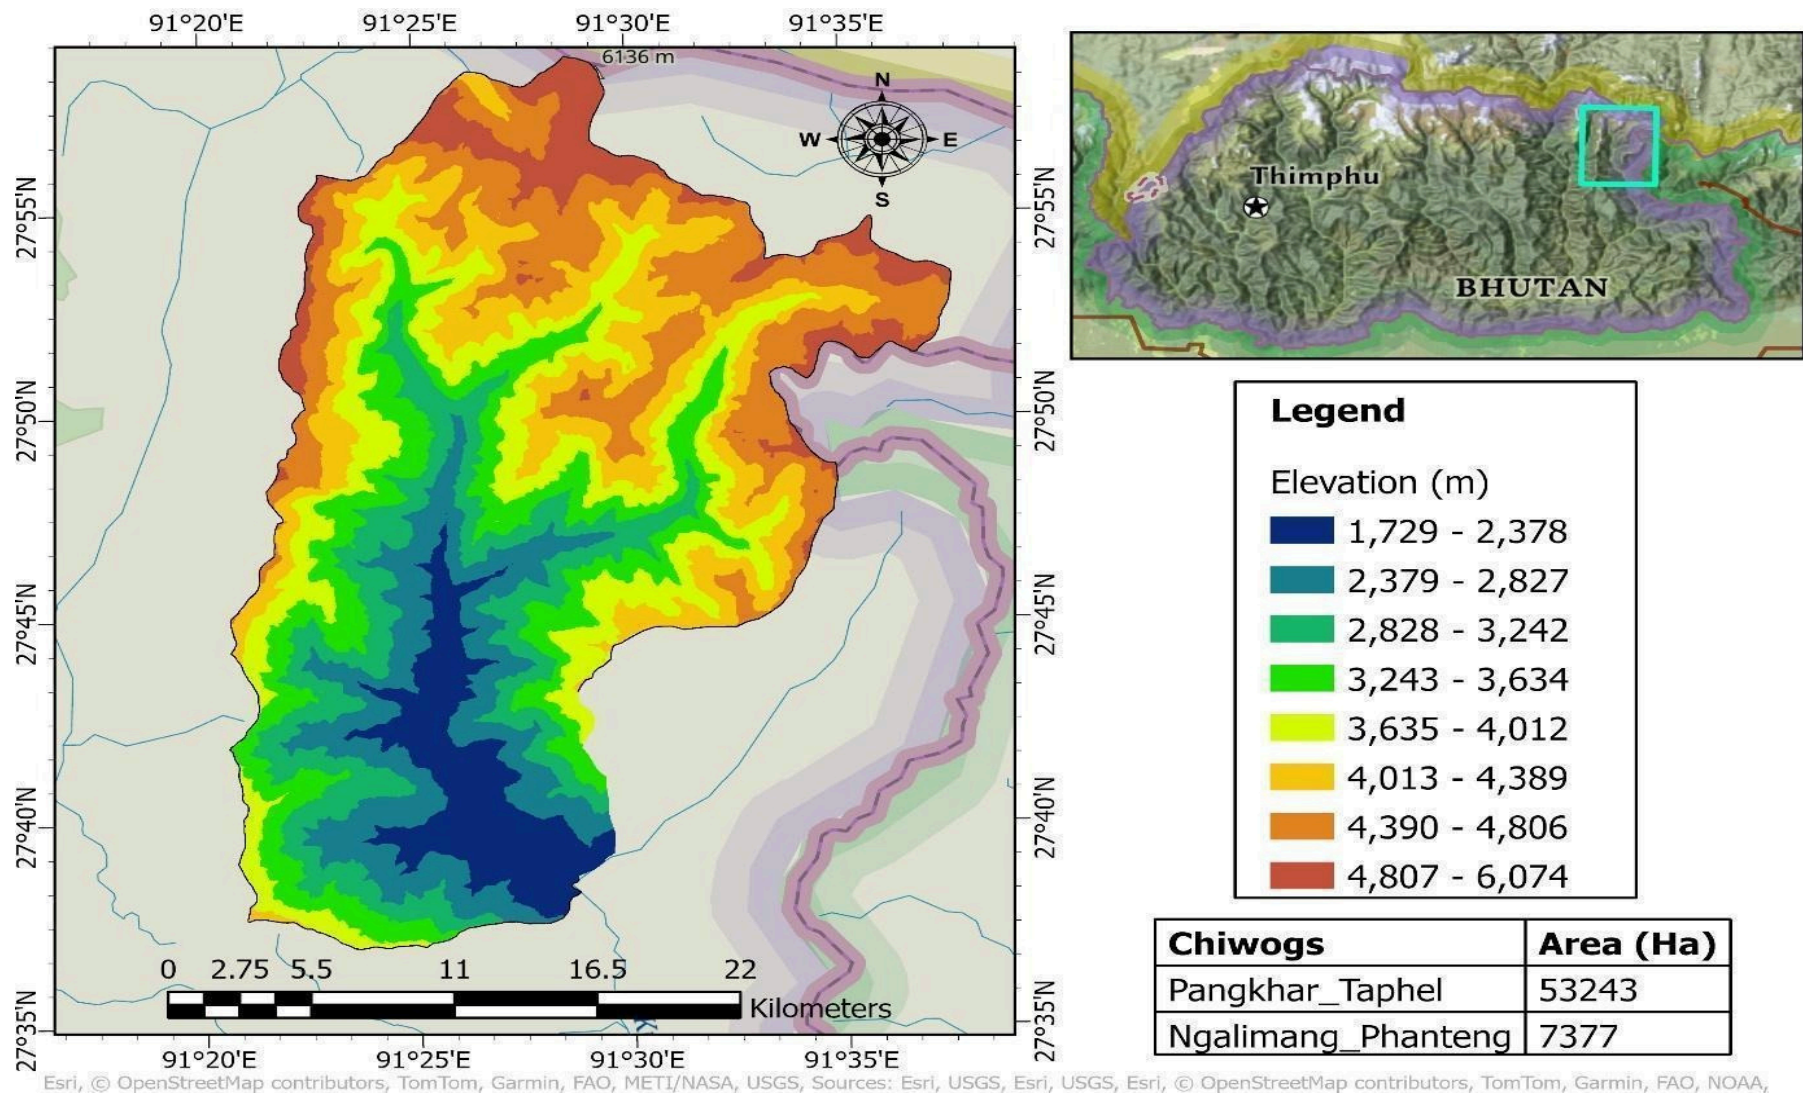 91°20'E 91°25'E 91°30'E 91°35'E
6136 m
N
W E
S
27°55'N
27°50'N
27°45'N
27°40'N
27°35'N
27°55'N
27°50'N
27°45'N
27°40'N
27°35'N
0 2.75 5.5 11 16.5 22
Kilometers
91°20'E 91°25'E 91°30'E 91°35'E
Thimphu
BHUTAN
Legend
Elevation (m)
1,729 - 2,378
2,379 - 2,827
2,828 - 3,242
3,243 - 3,634
3,635 - 4,012
4,013 - 4,389
4,390 - 4,806
4,807 - 6,074
Chiwogs Area (Ha)
Pangkhar_Taphel 53243
Ngalimang_Phanteng 7377
Esri, © OpenStreetMap contributors, TomTom, Garmin, FAO, METI/NASA, USGS, Sources: Esri, USGS, Esri, USGS, Esri, © OpenStreetMap contributors, TomTom, Garmin, FAO, NOAA,